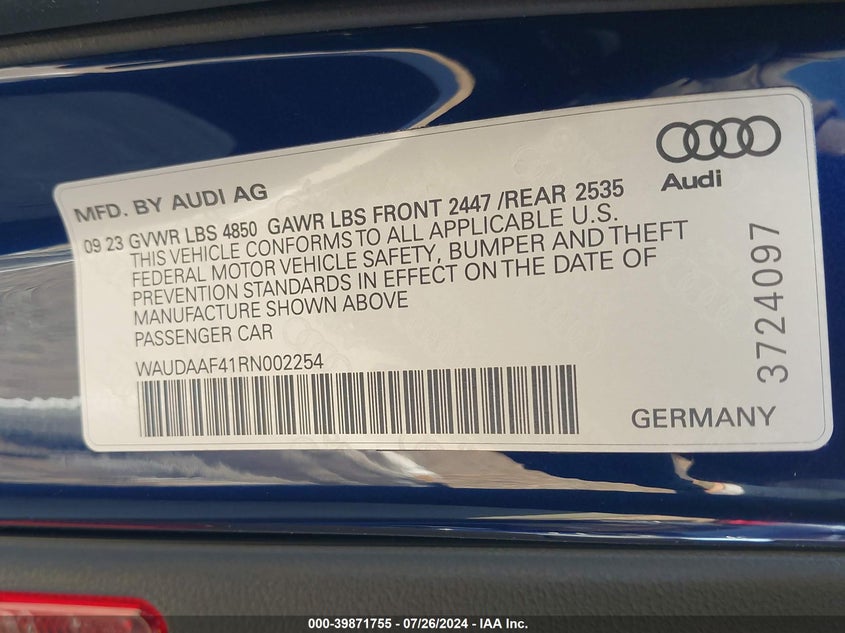 Audi
MFD. BY AUDI AG
09 23 GVWR LBS 4850 GAWR LBS FRONT 2447 /REAR 2535
THIS VEHICLE CONFORMS TO ALL APPLICABLE U.S.
FEDERAL MOTOR VEHICLE SAFETY, BUMPER AND THEFT
PREVENTION STANDARDS IN EFFECT ON THE DATE OF
MANUFACTURE SHOWN ABOVE
PASSENGER CAR
WAUDAAF41RN002254
3724097
GERMANY
000-39871755 - 07/26/2024 - IAA Inc.